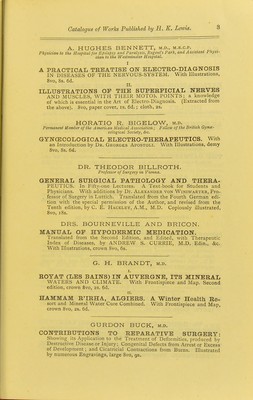 Catalogue of Works Published by H. K. Lewis.
3
A. HUGHES BENNETT, M.D., M.R.C.P.
Physician to the Hospital for Epilepsy and Paralysis, Regent's Park, and Assistant Physi-
cian to the Westminster Hospital.
I
A PRACTICAL TREATISE ON ELECTRO-DIAGNOSIS
IN DISEASES OF THE NERVOUS SYSTEM. With Illustrations,
8vo, 8s. 6d.
II.
ILLUSTRATIONS OF THE SUPERFICIAL NERVES
AND MUSCLES, WITH THEIR MOTOR POINTS; a knowledge
of which is essential in the Art of Electro-Diagnosis. (Extracted from
the above). 8vo, paper cover, 1s. 6d.; cloth, 2s.
HORATIO R. BIGELOW, M.D.
Permanent Member of the American Medical Association; Fellow of the British Gynæ-
cological Society, &c.
GYNÆCOLOGICAL ELECTRO-THERAPEUTICS. With
an Introduction by DR. GEORGES APOSTOLI. With Illustrations, demy
8vo, 8s. 6d.
DR. THEODOR BILLROTH.
Professor of Surgery in Vienna.
GENERAL SURGICAL PATHOLOGY AND THERA-
PEUTICS. In Fifty-one Lectures. A Text-book for Students and
Physicians. With additions by DR. ALEXANDER VON WINIWARTER, Pro-
fessor of Surgery in Luttich. Translated from the Fourth German edi-
tion with the special permission of the Author, and revised from the
Tenth edition, by C. E. HACKLEY, A.M., M.D. Copiously illustrated,
8vo, 18s.
DRS. BOURNEVILLE AND BRICON.
MANUAL OF HYPODERMIC MEDICATION.
Translated from the Second Edition, and Edited, with Therapeutic
Index of Diseases, by ANDREW S. CURRIE, M.D. Edin., &c.
With Illustrations, crown 8vo, 6s.
G. H. BRANDT, M.D.
I.
ROYAT (LES BAINS) IN AUVERGNE, ITS MINERAL
WATERS AND CLIMATE. With Frontispiece and Map. Second
edition, crown 8vo, 2s. 6d.
II.
HAMMAM R'IRHA, ALGIERS. A Winter Health Re-
sort and Mineral Water Cure Combined. With Frontispiece and Map,
crown 8vo, 2s. 6d.
GURDON BUCK, M.D.
CONTRIBUTIONS TO REPARATIVE SURGERY:
Showing its Application to the Treatment of Deformities, produced by
Destructive Disease or Injury; Congenital Defects from Arrest or Excess
of Development; and Cicatricial Contractions from Burns. Illustrated
by numerous Engravings, large 8vo, 9s.